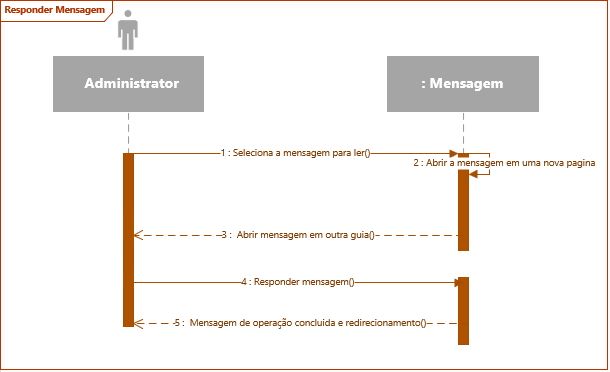 Responder Mensagem
Administrator
: Mensagem
1 : Seleciona a mensagem para ler()
2 : Abrir a mensagem em uma nova pagina
3 : Abrir mensagem em outra guia()
4 : Responder mensagem()
5 : Mensagem de operação concluida e redirecionamento()